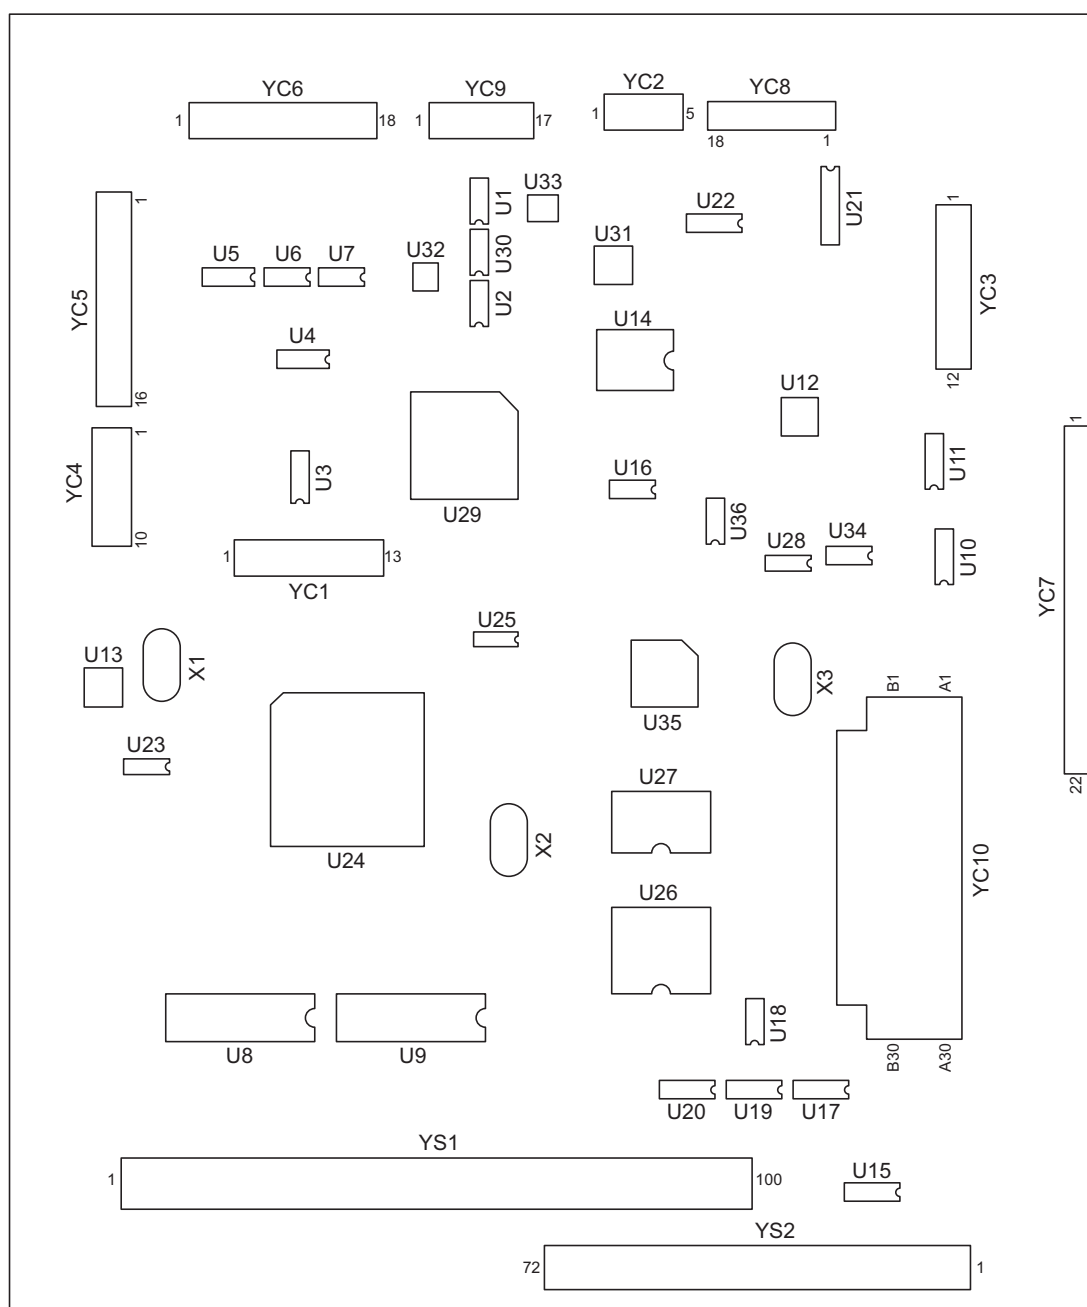 YC6
1 18
YC9
1 17
YC2
1 5
YC8
18 1
U1
U33
U22
U21
YC5
1
16
U5 U6 U7
U32
U30
U31
YC3
1
12
U2
U4
U14
U12
YC4
1
10
U3
U29
U16
U36
U11
YC7
1
22
U28
U34
U10
1 13
YC1
U25
U13
X1
U35
X3
B1 A1
YC10
B30 A30
U23
U24
X2
U27
U26
U8
U9
U18
U20 U19 U17
YS1
1 100
U15
YS2
72 1